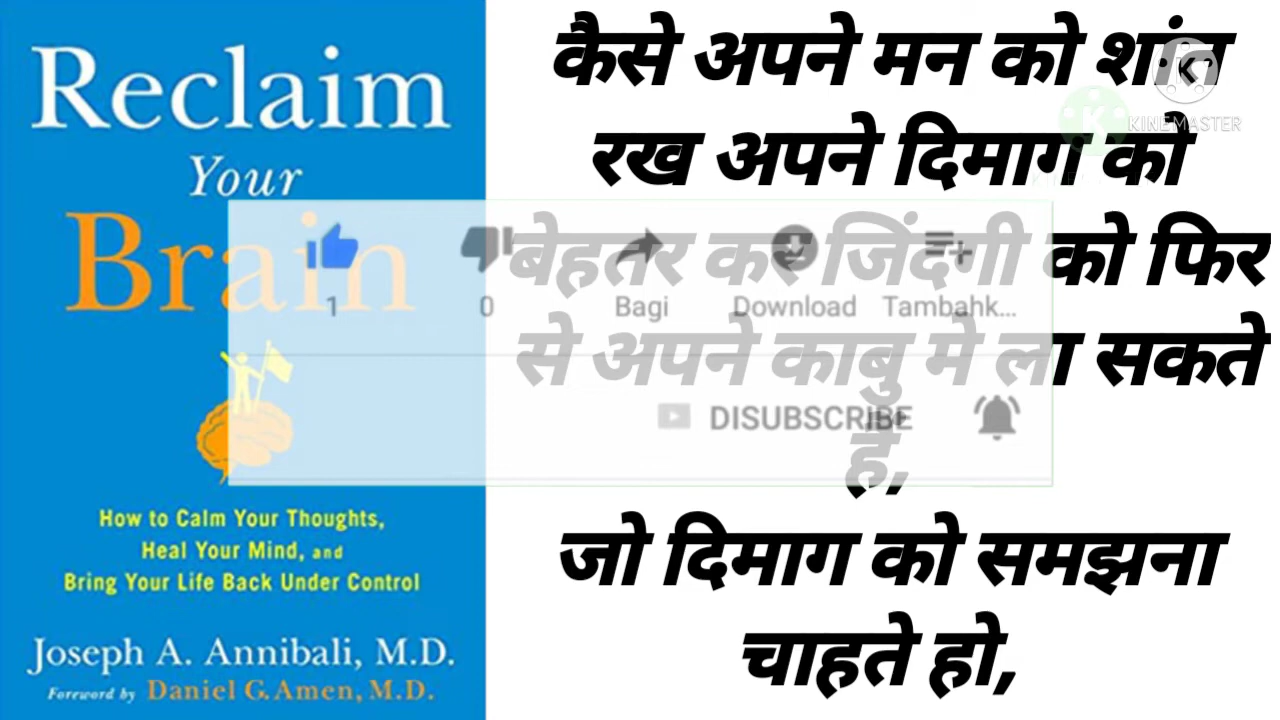 Reclaim
Your
Brain
How to Calm Your Thoughts,
Heal Your Mind, and
Bring Your Life Back Under Control
Joseph A. Annibali, M.D.
Foreword by Daniel G. Amen, M.D.
कैसे अपने मन को शांत
रख अपने दिमाग को
बेहतर कर जिंदगी को फिर
से अपने काबु मे ला सकते
है,
जो दिमाग को समझना
चाहते हो,
K
KINEMASTER
1
0
Bagi
Download
Tambahk...
DISUBSCRIBE